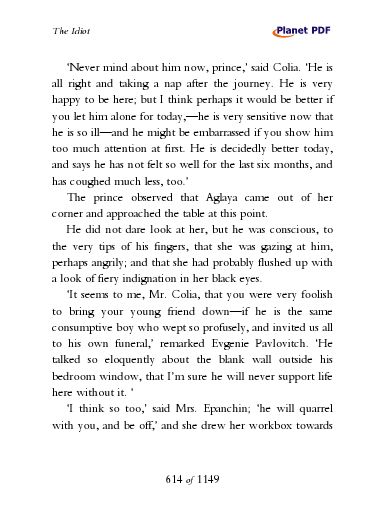 The Idiot
Planet PDF
'Never mind about him now, prince,' said Colia. 'He is
all right and taking a nap after the journey. He is very
happy to be here; but I think perhaps it would be better if
you let him alone for today,—he is very sensitive now that
he is so ill—and he might be embarrassed if you show him
too much attention at first. He is decidedly better today,
and says he has not felt so well for the last six months, and
has coughed much less, too.'
The prince observed that Aglaya came out of her
corner and approached the table at this point.
He did not dare look at her, but he was conscious, to
the very tips of his fingers, that she was gazing at him,
perhaps angrily; and that she had probably flushed up with
a look of fiery indignation in her black eyes.
'It seems to me, Mr. Colia, that you were very foolish
to bring your young friend down—if he is the same
consumptive boy who wept so profusely, and invited us all
to his own funeral,' remarked Evgenie Pavlovitch. 'He
talked so eloquently about the blank wall outside his
bedroom window, that I'm sure he will never support life
here without it. '
'I think so too,' said Mrs. Epanchin; 'he will quarrel
with you, and be off,' and she drew her workbox towards
614 of 1149